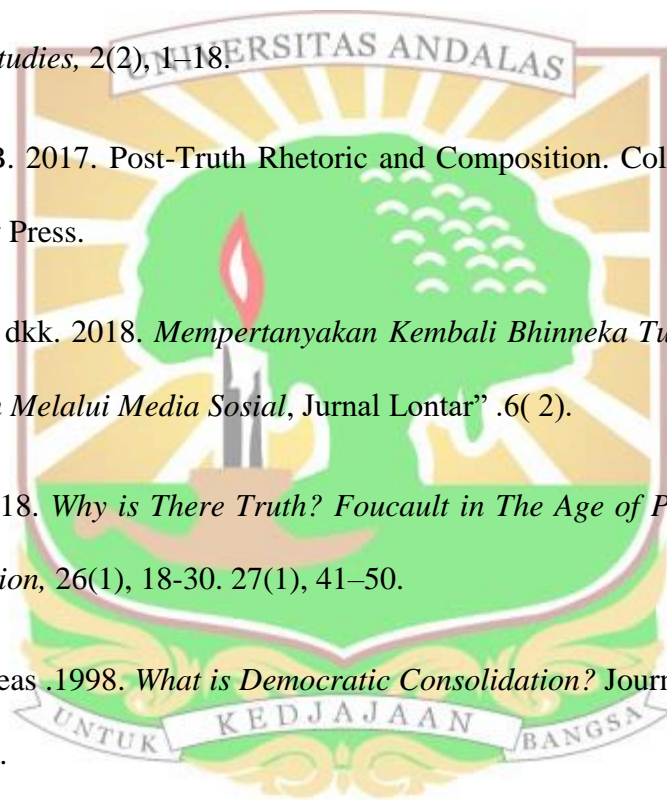 tudies, 2(2), 1–18.
UNIVERSITAS ANDALAS
3. 2017. Post-Truth Rhetoric and Composition. Col
Press.
dkk. 2018. Mempertanyakan Kembali Bhinneka Tu
Melalui Media Sosial, Jurnal Lontar” .6( 2).
18. Why is There Truth? Foucault in The Age of P
ion, 26(1), 18-30. 27(1), 41–50.
eas .1998. What is Democratic Consolidation? Journ
UNTUK KEDJAJAAN BANGSA
.